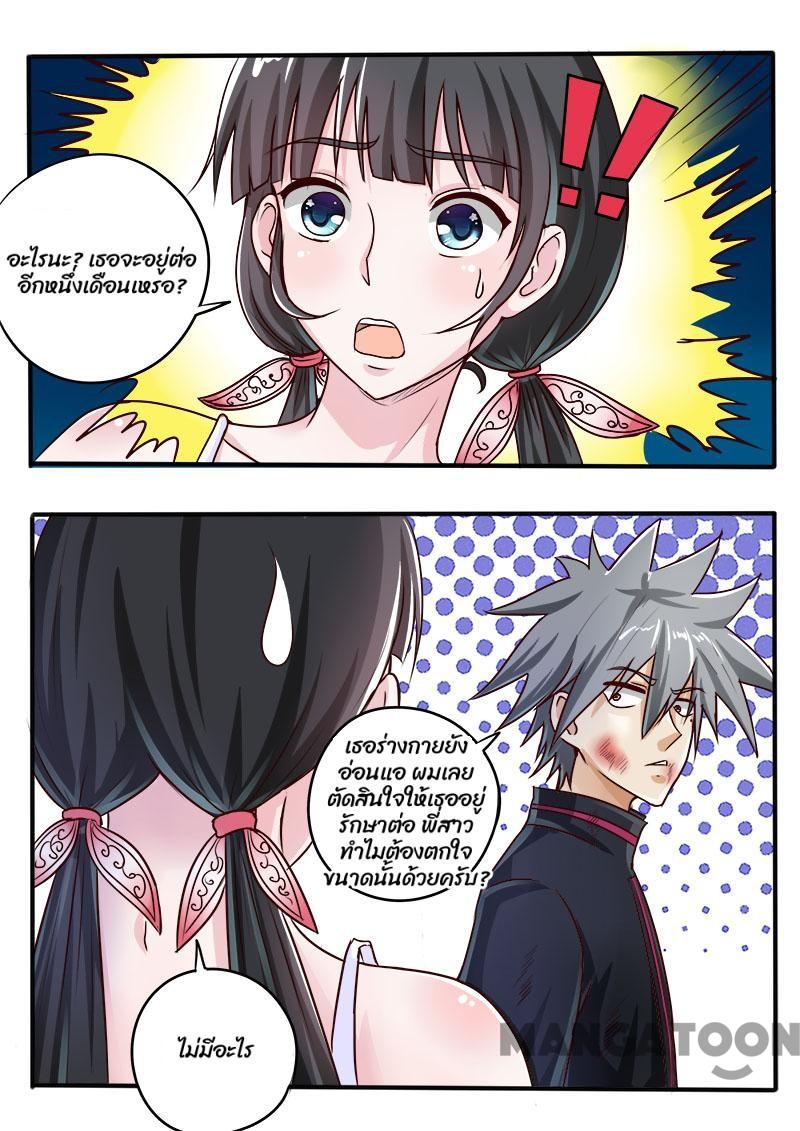 !!
อะไรนะ? เธอจะอยู่ต่อ
อีกหนึ่งเดือนเหรอ?
เธอร่างกายยัง
อ่อนแอ ผมเลย
ตัดสินใจให้เธออยู่
รักษาต่อ พี่สาว
ทำไมต้องตกใจ
ขนาดนั้นด้วยครับ?
ไม่มีอะไร
MANGATOON